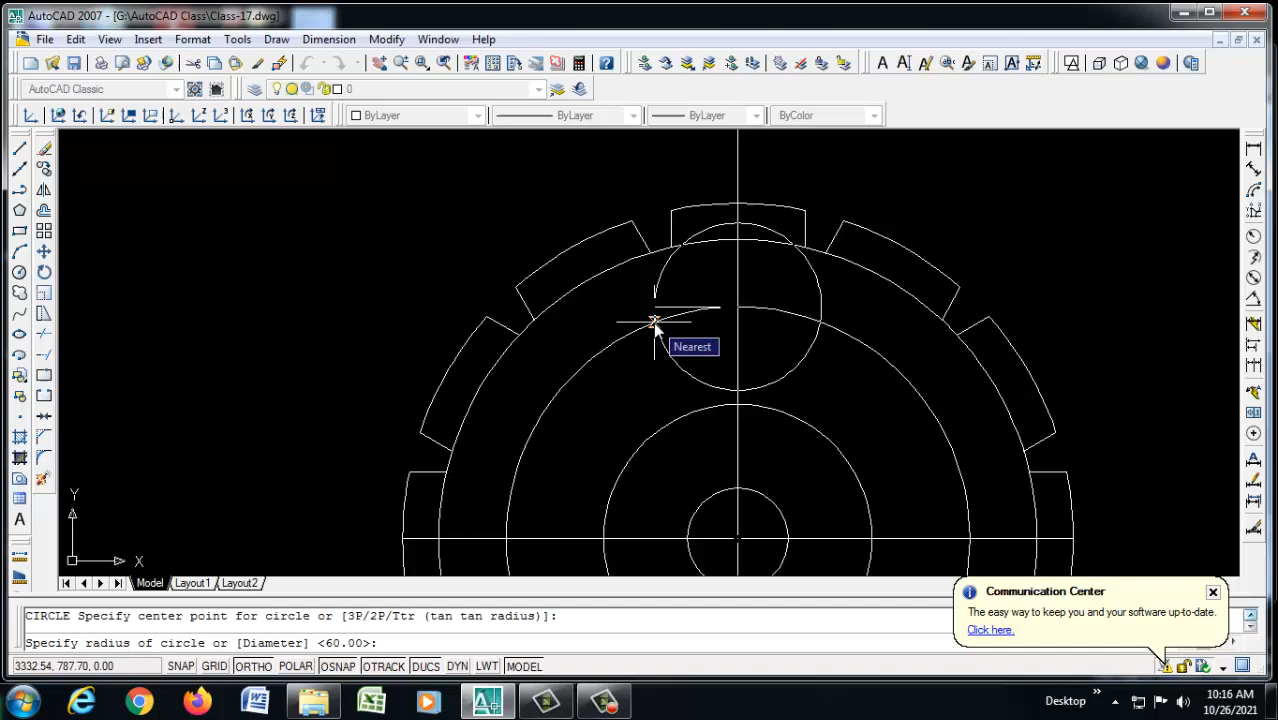 AutoCAD 2007 - [G:\AutoCAD Class\Class-17.dwg]
File Edit View Insert Format Tools Draw Dimension Modify Window Help
AutoCAD Classic
0
ByLayer
ByLayer
ByLayer
ByColor
Nearest
Y
X
Model Layout1 Layout2
Communication Center
The easy way to keep you and your software up-to-date.
Click here.
CIRCLE Specify center point for circle or [3P/2P/Ttr (tan tan radius)]:
Specify radius of circle or [Diameter] <60.00>:
3332.54, 787.70, 0.00 SNAP GRID ORTHO POLAR OSNAP OTRACK DUCS DYN LWT MODEL
Desktop
10:16 AM
10/26/2021